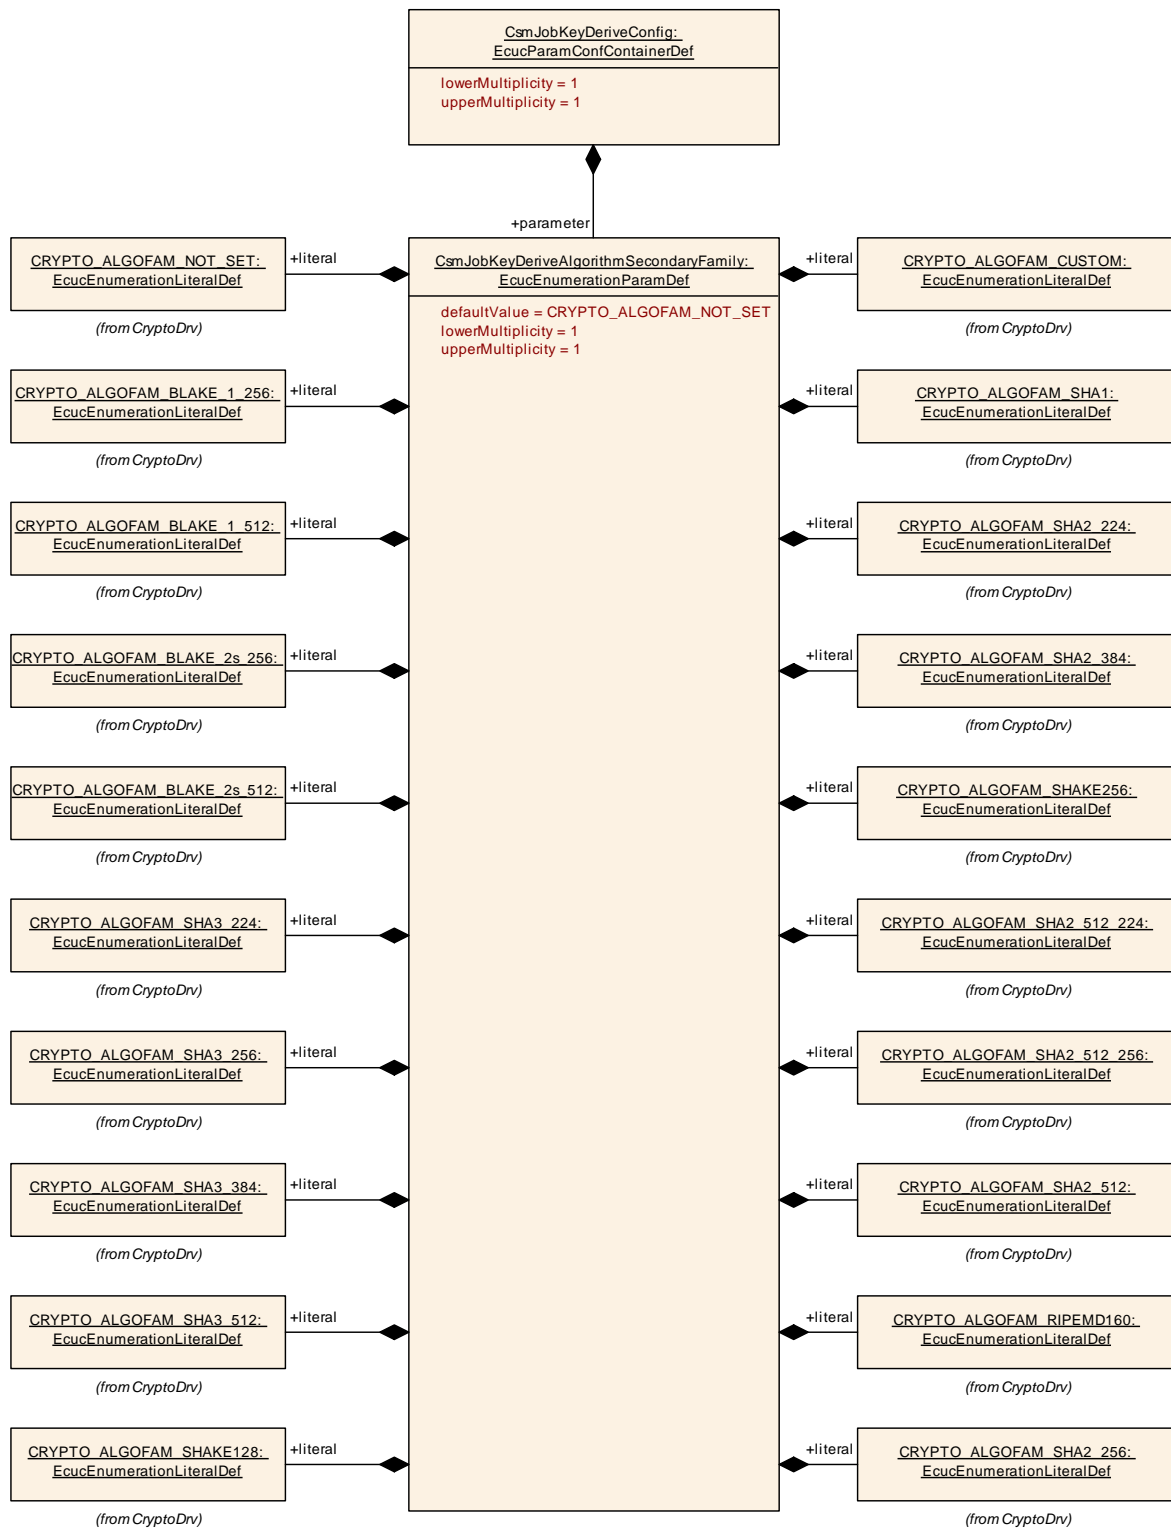 CsmJobKeyDeriveConfig:
EcucParamConfContainerDef
lowerMultiplicity = 1
upperMultiplicity = 1
+parameter
CRYPTO_ALGOFAM_NOT_SET:
EcucEnumerationLiteralDef
(from CryptoDrv)
+literal
CsmJobKeyDeriveAlgorithmSecondaryFamily:
EcucEnumerationParamDef
defaultValue = CRYPTO_ALGOFAM_NOT_SET
lowerMultiplicity = 1
upperMultiplicity = 1
+literal
CRYPTO_ALGOFAM_CUSTOM:
EcucEnumerationLiteralDef
(from CryptoDrv)
CRYPTO_ALGOFAM_BLAKE_1_256:
EcucEnumerationLiteralDef
(from CryptoDrv)
+literal
+literal
CRYPTO_ALGOFAM_SHA1:
EcucEnumerationLiteralDef
(from CryptoDrv)
CRYPTO_ALGOFAM_BLAKE_1_512:
EcucEnumerationLiteralDef
(from CryptoDrv)
+literal
+literal
CRYPTO_ALGOFAM_SHA2_224:
EcucEnumerationLiteralDef
(from CryptoDrv)
CRYPTO_ALGOFAM_BLAKE_2s_256:
EcucEnumerationLiteralDef
(from CryptoDrv)
+literal
+literal
CRYPTO_ALGOFAM_SHA2_384:
EcucEnumerationLiteralDef
(from CryptoDrv)
CRYPTO_ALGOFAM_BLAKE_2s_512:
EcucEnumerationLiteralDef
(from CryptoDrv)
+literal
+literal
CRYPTO_ALGOFAM_SHAKE256:
EcucEnumerationLiteralDef
(from CryptoDrv)
CRYPTO_ALGOFAM_SHA3_224:
EcucEnumerationLiteralDef
(from CryptoDrv)
+literal
+literal
CRYPTO_ALGOFAM_SHA2_512_224:
EcucEnumerationLiteralDef
(from CryptoDrv)
CRYPTO_ALGOFAM_SHA3_256:
EcucEnumerationLiteralDef
(from CryptoDrv)
+literal
+literal
CRYPTO_ALGOFAM_SHA2_512_256:
EcucEnumerationLiteralDef
(from CryptoDrv)
CRYPTO_ALGOFAM_SHA3_384:
EcucEnumerationLiteralDef
(from CryptoDrv)
+literal
+literal
CRYPTO_ALGOFAM_SHA2_512:
EcucEnumerationLiteralDef
(from CryptoDrv)
CRYPTO_ALGOFAM_SHA3_512:
EcucEnumerationLiteralDef
(from CryptoDrv)
+literal
+literal
CRYPTO_ALGOFAM_RIPEMD160:
EcucEnumerationLiteralDef
(from CryptoDrv)
CRYPTO_ALGOFAM_SHAKE128:
EcucEnumerationLiteralDef
(from CryptoDrv)
+literal
+literal
CRYPTO_ALGOFAM_SHA2_256:
EcucEnumerationLiteralDef
(from CryptoDrv)